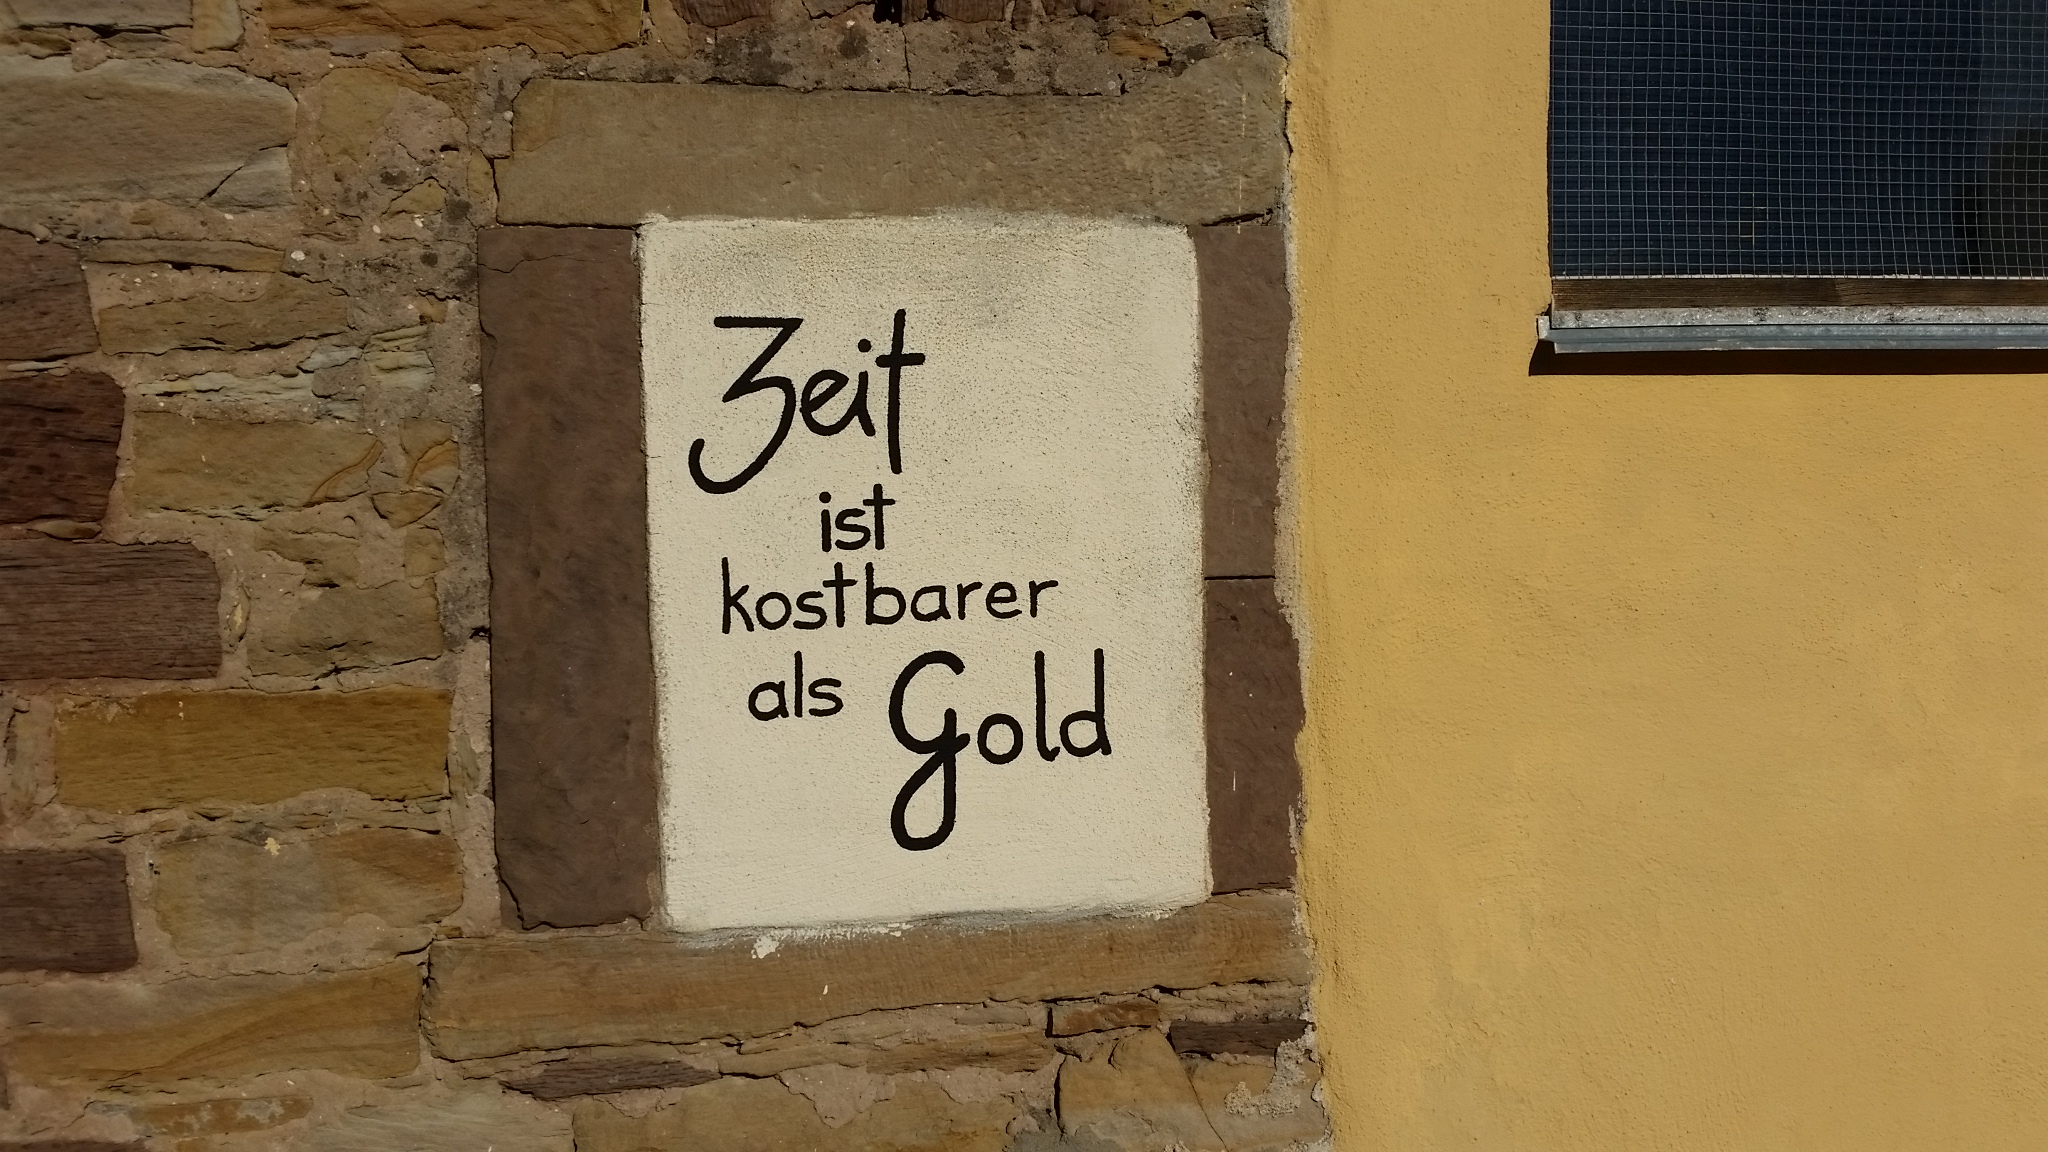 Zeit
ist
kostbarer
als Gold